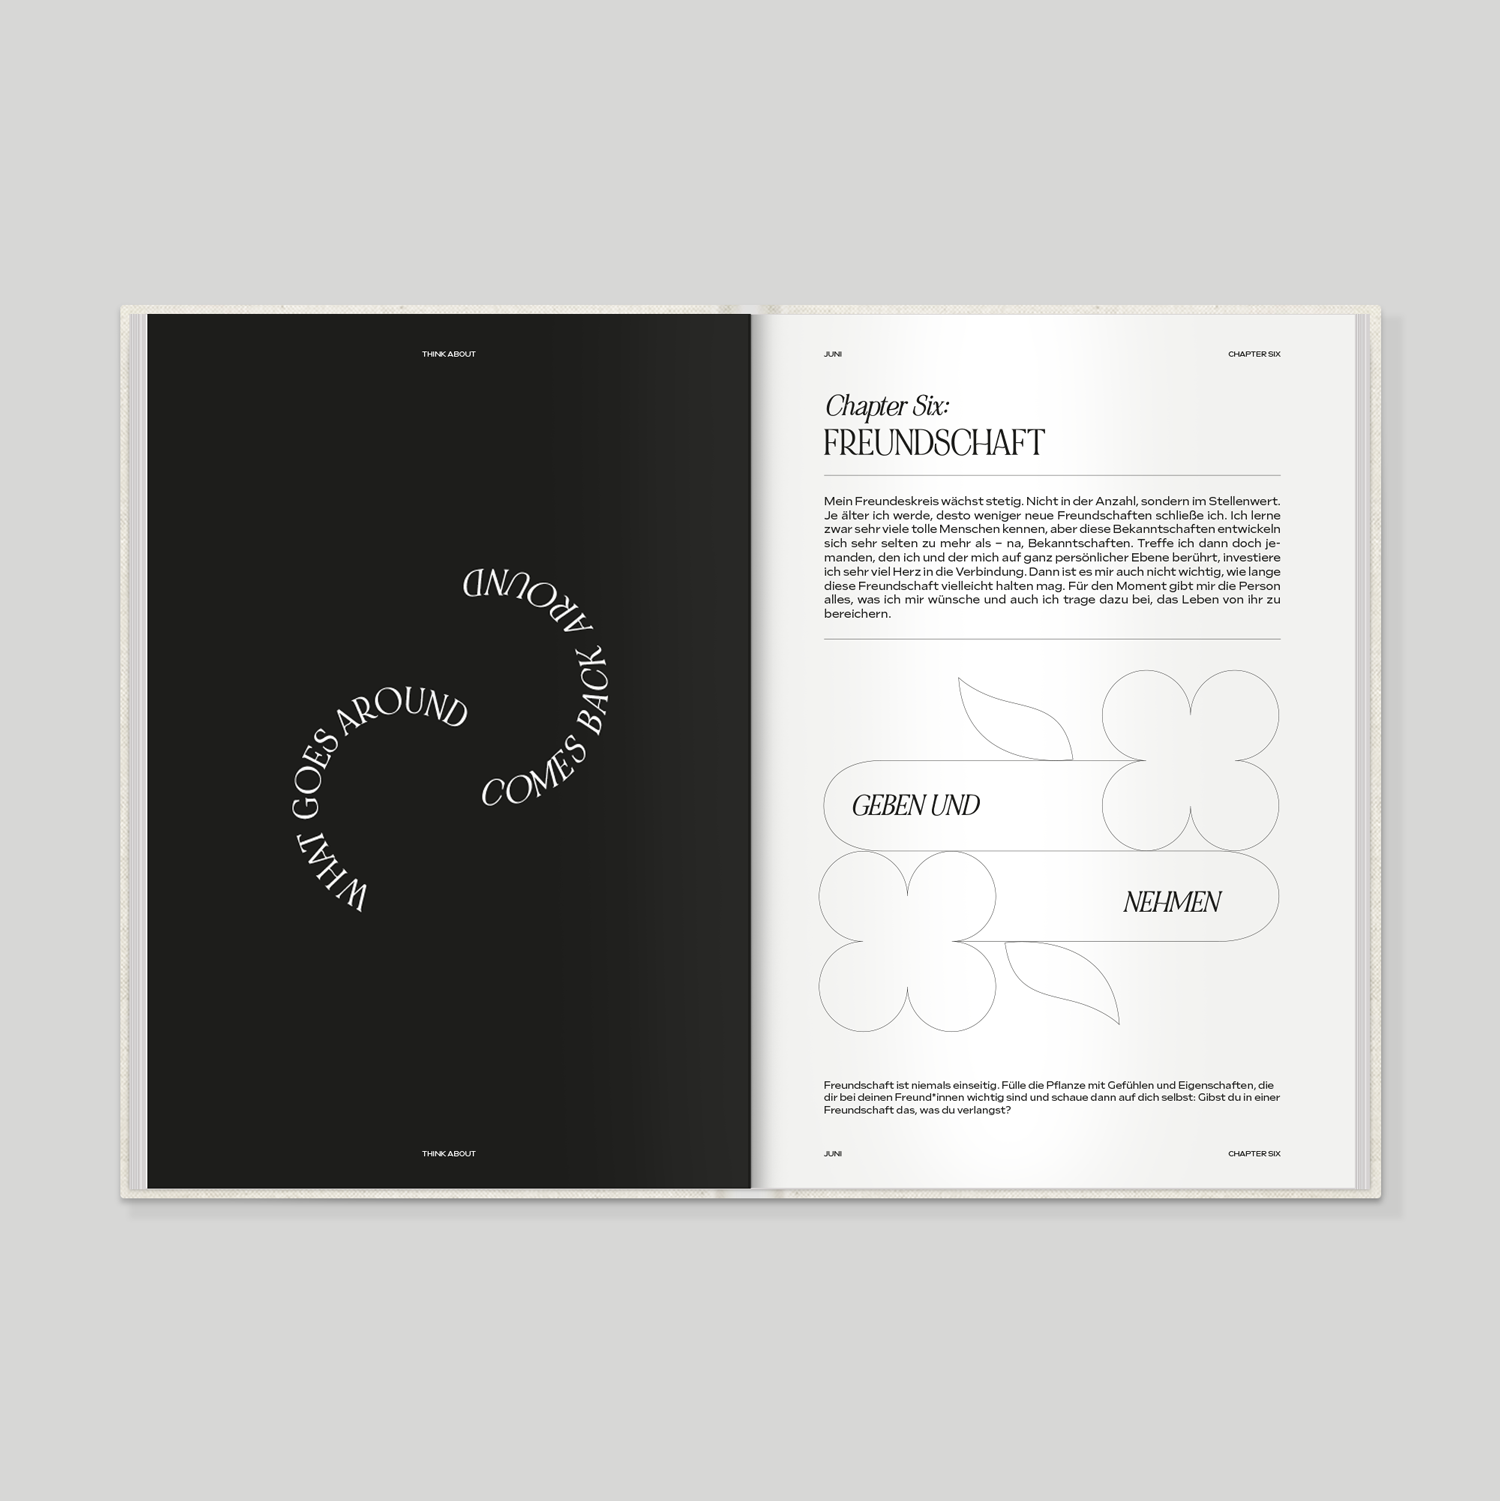 THINK ABOUT
WHAT GOES AROUND
COMES BACK AROUND
THINK ABOUT
JUNI
CHAPTER SIX
Chapter Six:
FREUNDSCHAFT
Mein Freundeskreis wächst stetig. Nicht in der Anzahl, sondern im Stellenwert.
Je älter ich werde, desto weniger neue Freundschaften schließe ich. Ich lerne
zwar sehr viele tolle Menschen kennen, aber diese Bekanntschaften entwickeln
sich sehr selten zu mehr als – na, Bekanntschaften. Treffe ich dann doch je-
manden, den ich und der mich auf ganz persönlicher Ebene berührt, investiere
ich sehr viel Herz in die Verbindung. Dann ist es mir auch nicht wichtig, wie lange
diese Freundschaft vielleicht halten mag. Für den Moment gibt mir die Person
alles, was ich mir wünsche und auch ich trage dazu bei, das Leben von ihr zu
bereichern.
GEBEN UND
NEHMEN
Freundschaft ist niemals einseitig. Fülle die Pflanze mit Gefühlen und Eigenschaften, die
dir bei deinen Freund*innen wichtig sind und schaue dann auf dich selbst: Gibst du in einer
Freundschaft das, was du verlangst?
JUNI
CHAPTER SIX